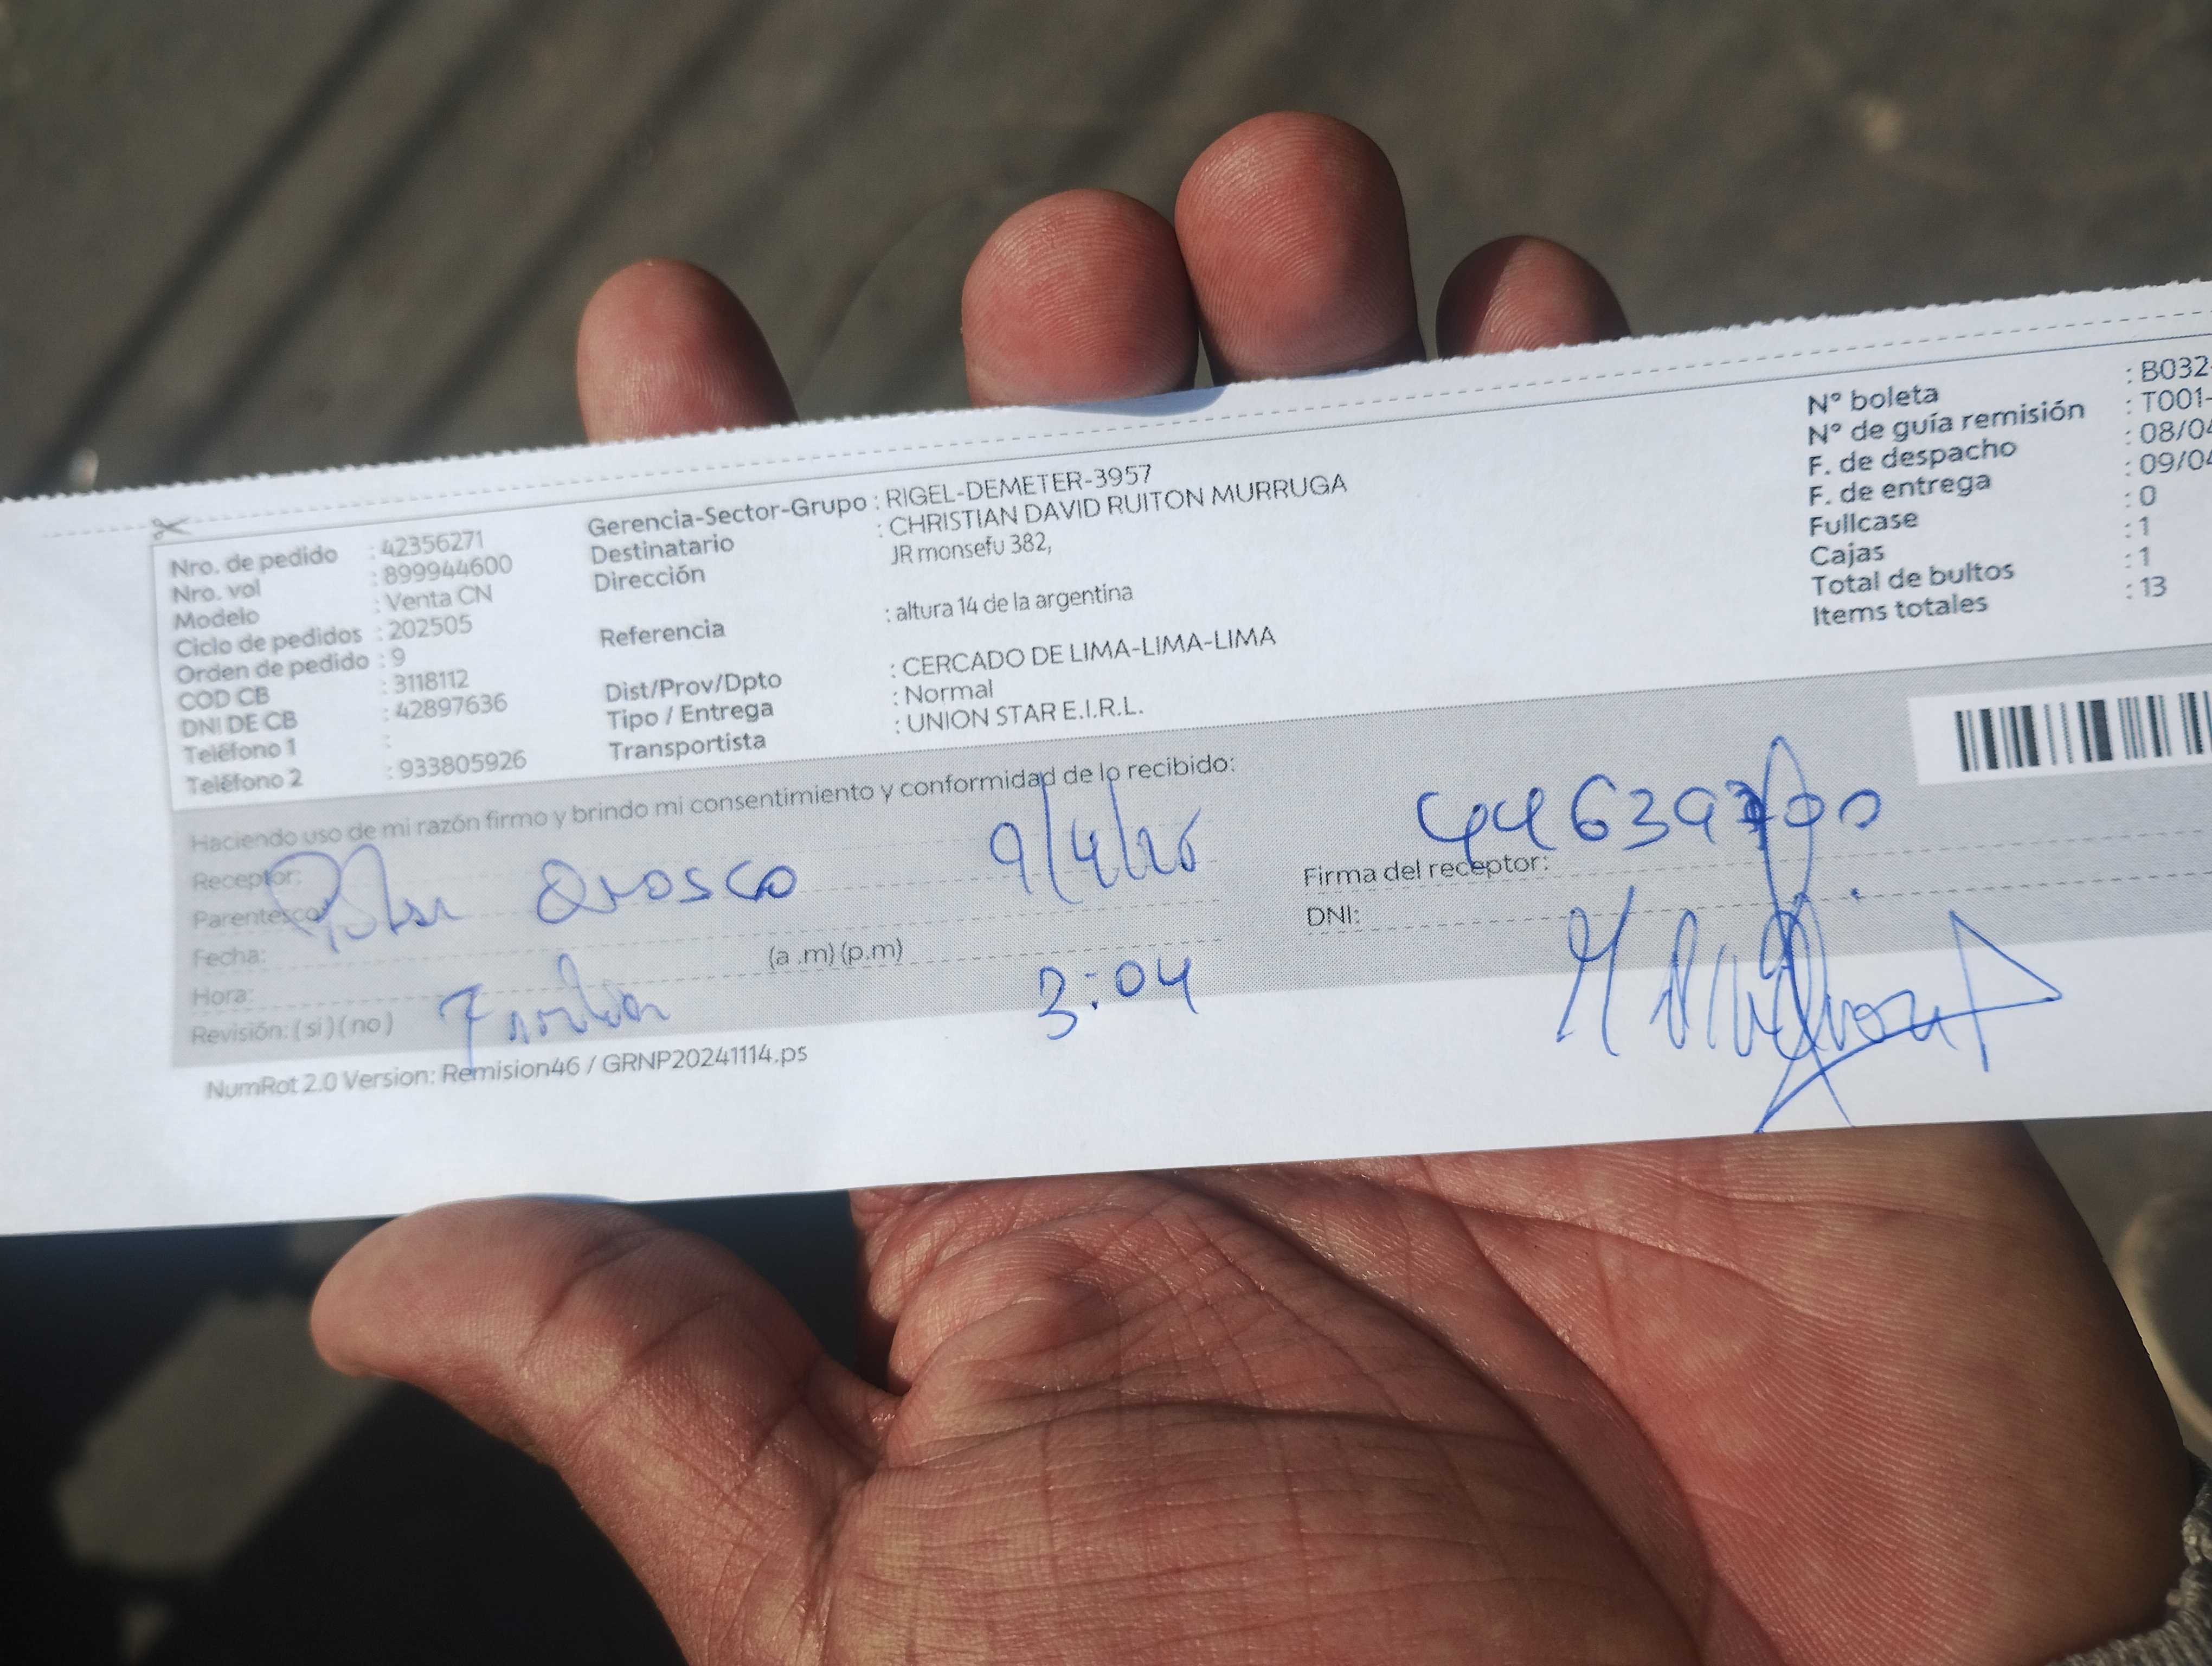 Nro. de pedido : 42356271
Nro. vol : 899944600
Modelo : Venta CN
Ciclo de pedidos : 202505
Orden de pedido : 9
COD CB : 3118112
DNI DE CB : 42897636
Teléfono 1 :
Teléfono 2 : 933805926
Gerencia-Sector-Grupo : RIGEL-DEMETER-3957
Destinatario : CHRISTIAN DAVID RUITON MURRUGA
Dirección JR monsefu 382,
Referencia : altura 14 de la argentina
Dist/Prov/Dpto : CERCADO DE LIMA-LIMA-LIMA
Tipo / Entrega : Normal
Transportista : UNION STAR E.I.R.L.
N° boleta : B032-
N° de guía remisión : T001-
F. de despacho : 08/04
F. de entrega : 09/04
Fullcase : 0
Cajas : 1
Total de bultos : 1
Items totales : 13
Haciendo uso de mi razón firmo y brindo mi consentimiento y conformidad de lo recibido:
Receptor:
Parentesco Orosco 9/4/25
Fecha:
Hora: (a .m) (p.m) 3:04
Revisión: (si) (no)
Firma del receptor:
DNI:
NumRot 2.0 Version: Remision46 / GRNP20241114.ps